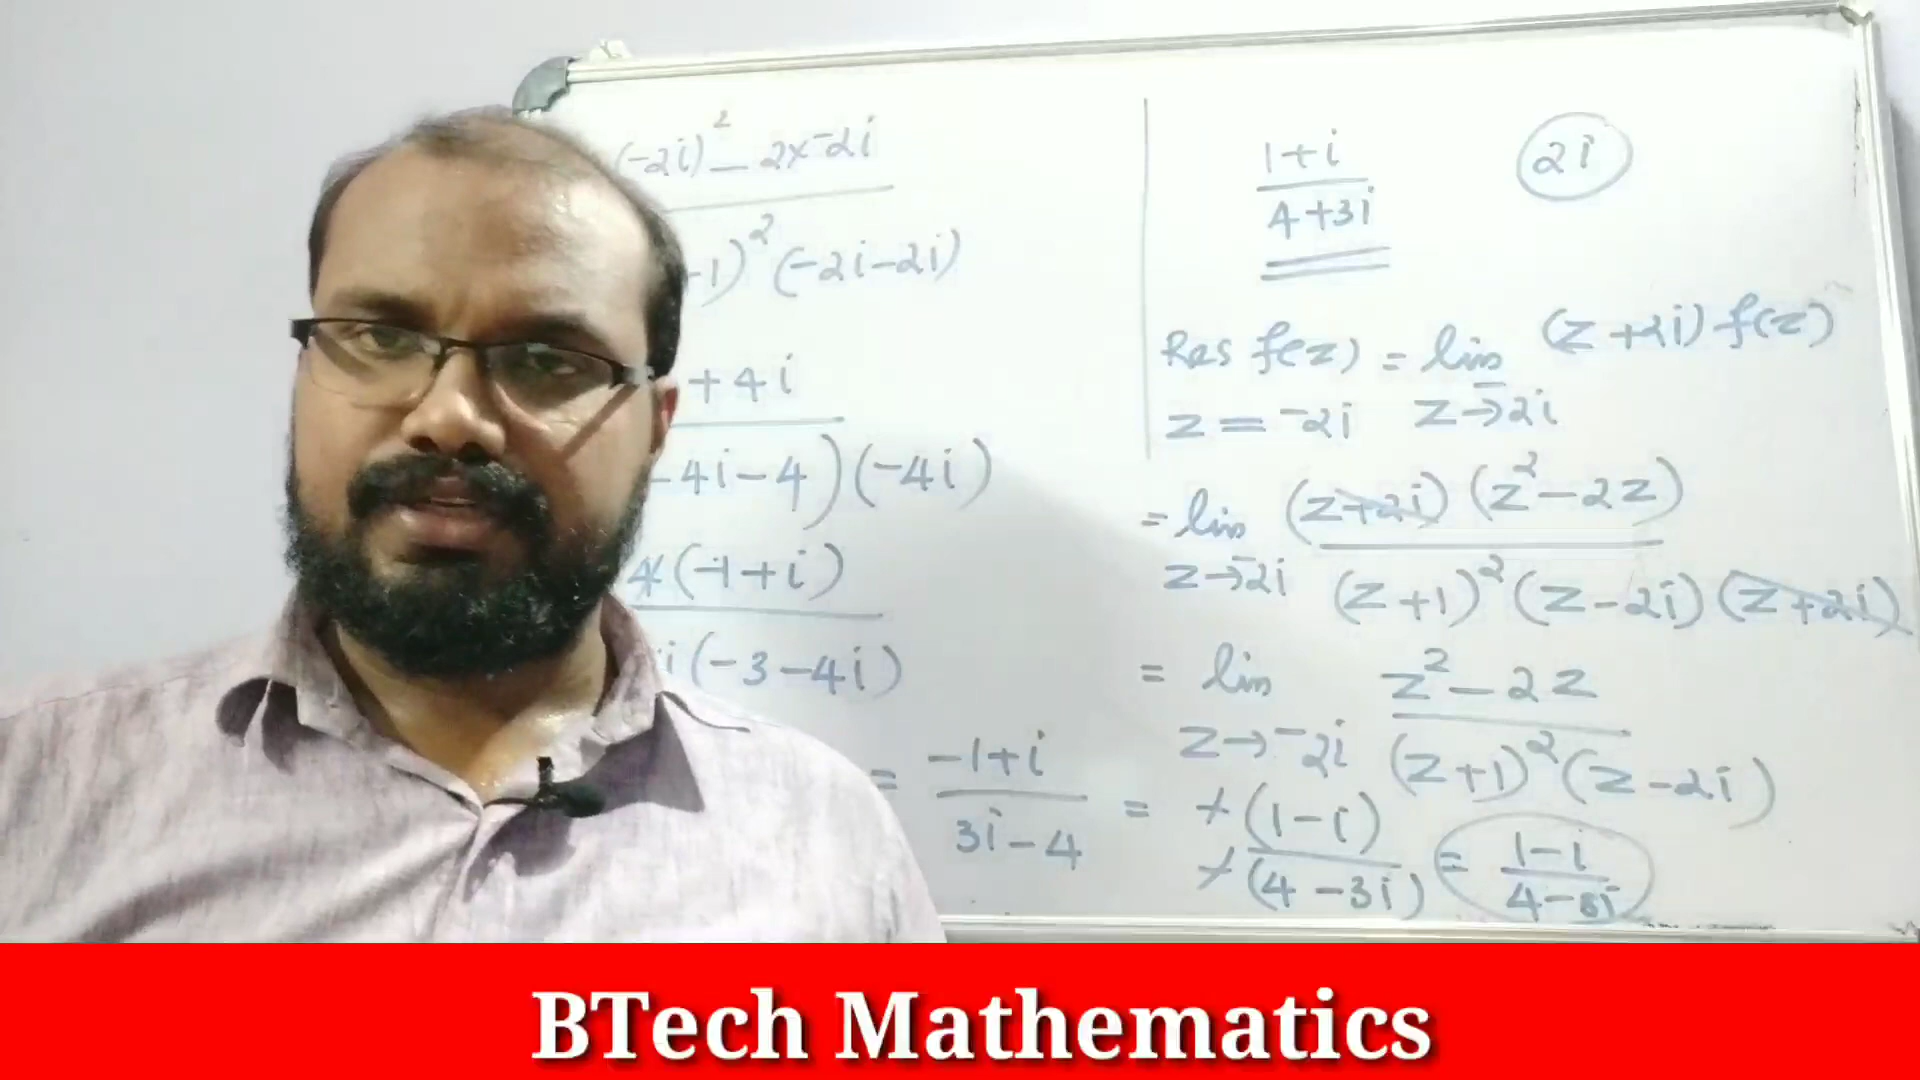 (-2i)² - 2x-2i
-1)² (-2i-2i)
+4i
-4i-4) (-4i)
4(-1+i)
i(-3-4i)
= -1+i
3i-4
1+i
4+3i
2i
Res f(z) = lim (z+2i) f(z)
z = -2i z→-2i
= lim (z+2i) (z²-2z)
z→-2i (z+1)² (z-2i) (z+2i)
= lim z²-2z
z→-2i (z+1)² (z-2i)
= -(1-i) = 1-i
-(4-3i) 4-3i
BTech Mathematics